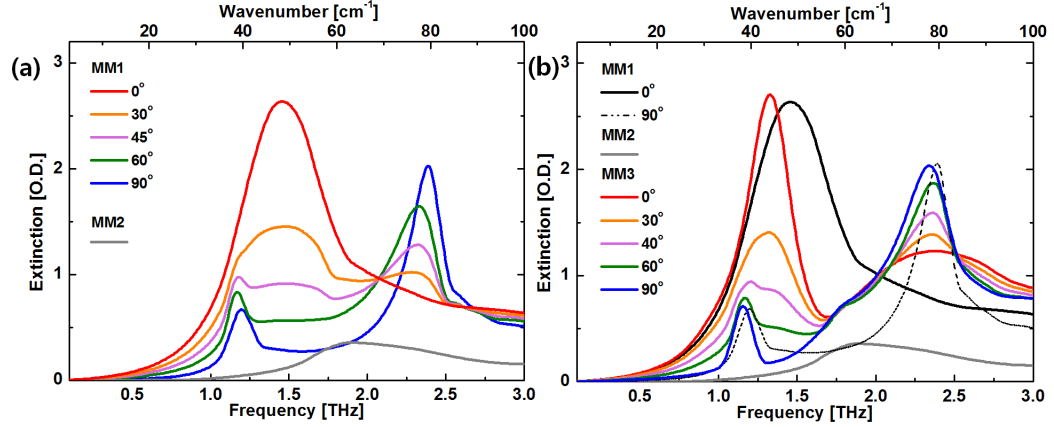 Wavenumber [cm⁻¹]
20 40 60 80 100
(a)
3
2
1
0
Extinction [O.D.]
MM1
0°
30°
45°
60°
90°
MM2
0.5 1.0 1.5 2.0 2.5 3.0
Frequency [THz]
Wavenumber [cm⁻¹]
20 40 60 80 100
(b)
3
2
1
0
Extinction [O.D.]
MM1
0°
90°
MM2
MM3
0°
30°
40°
60°
90°
0.5 1.0 1.5 2.0 2.5 3.0
Frequency [THz]